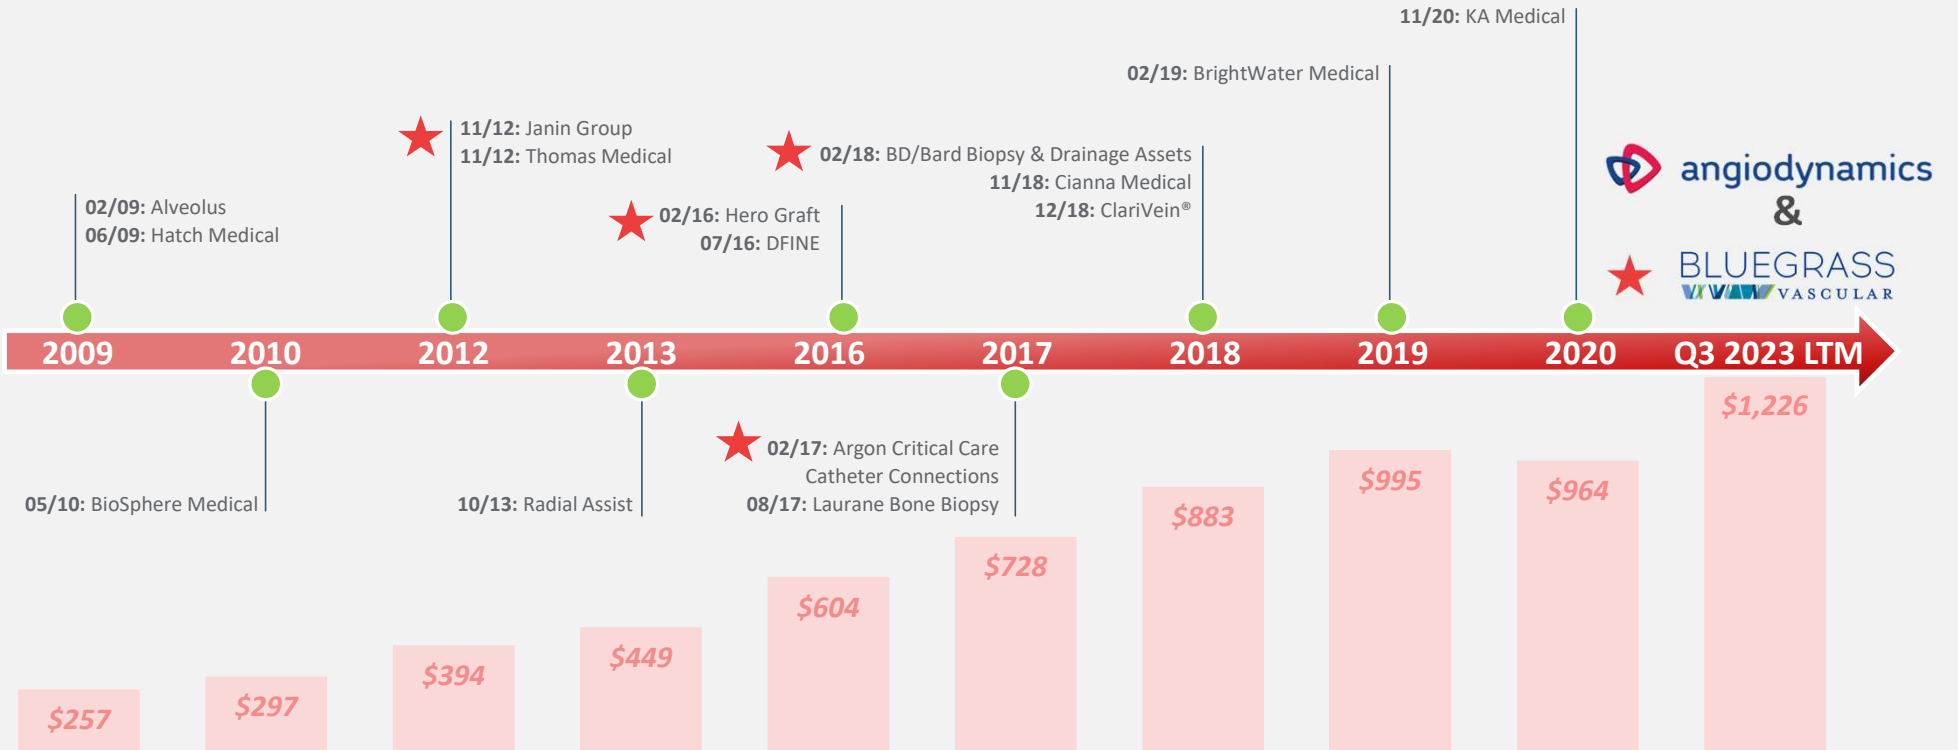 11/20: KA Medical
02/19: BrightWater Medical
11/12: Janin Group
11/12: Thomas Medical
02/18: BD/Bard Biopsy & Drainage Assets
11/18: Cianna Medical
12/18: ClariVein®
02/09: Alveolus
06/09: Hatch Medical
02/16: Hero Graft
07/16: DFINE
angiodynamics
&
BLUEGRASS
VASCULAR
2009 2010 2012 2013 2016 2017 2018 2019 2020 Q3 2023 LTM
05/10: BioSphere Medical
10/13: Radial Assist
02/17: Argon Critical Care
Catheter Connections
08/17: Laurane Bone Biopsy
$257 $297 $394 $449 $604 $728 $883 $995 $964 $1,226